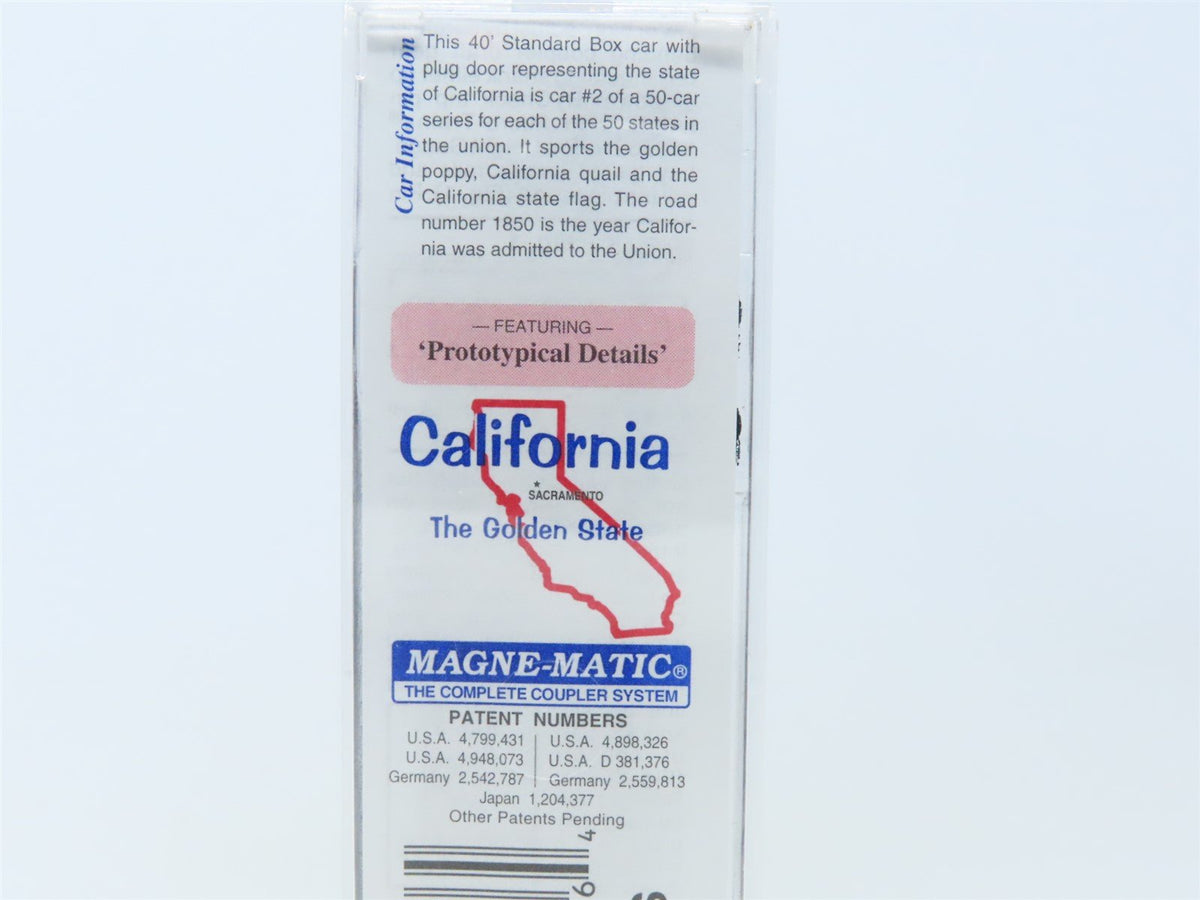 Car Information
This 40' Standard Box car with
plug door representing the state
of California is car #2 of a 50-car
series for each of the 50 states in
the union. It sports the golden
poppy, California quail and the
California state flag. The road
number 1850 is the year Califor-
nia was admitted to the Union.
— FEATURING —
‘Prototypical Details’
California
SACRAMENTO
The Golden State
MAGNE-MATIC®
THE COMPLETE COUPLER SYSTEM
PATENT NUMBERS
U.S.A. 4,799,431 | U.S.A. 4,898,326
U.S.A. 4,948,073 | U.S.A. D 381,376
Germany 2,542,787 | Germany 2,559,813
Japan 1,204,377
Other Patents Pending
4
6